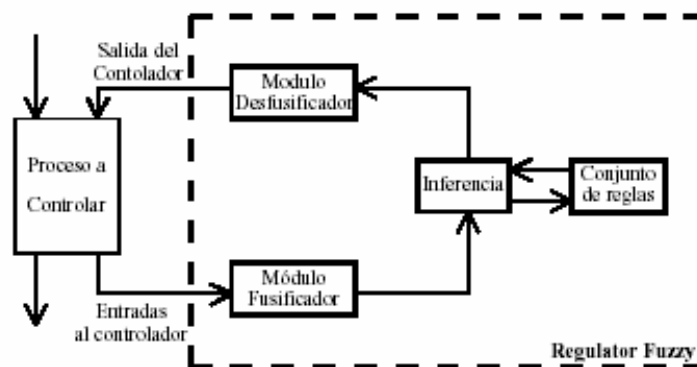 Salida del
Contolador
Modulo
Desfusificador
Proceso a
Controlar
Inferencia
Conjunto
de reglas
Módulo
Fusificador
Entradas
al controlador
Regulator Fuzzy